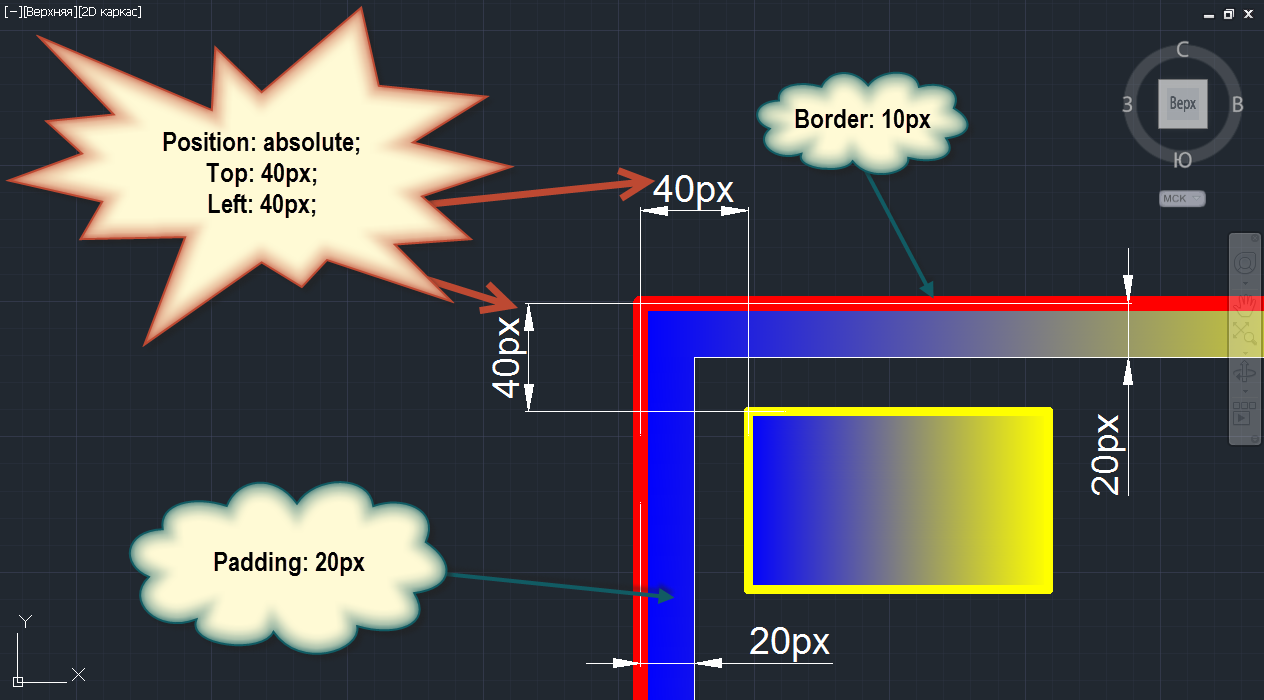 [−][Верхняя][2D каркас]
Position: absolute;
Top: 40px;
Left: 40px;
Border: 10px
С
З
Верх
В
Ю
МСК
40px
40px
20px
Padding: 20px
20px
Y
X